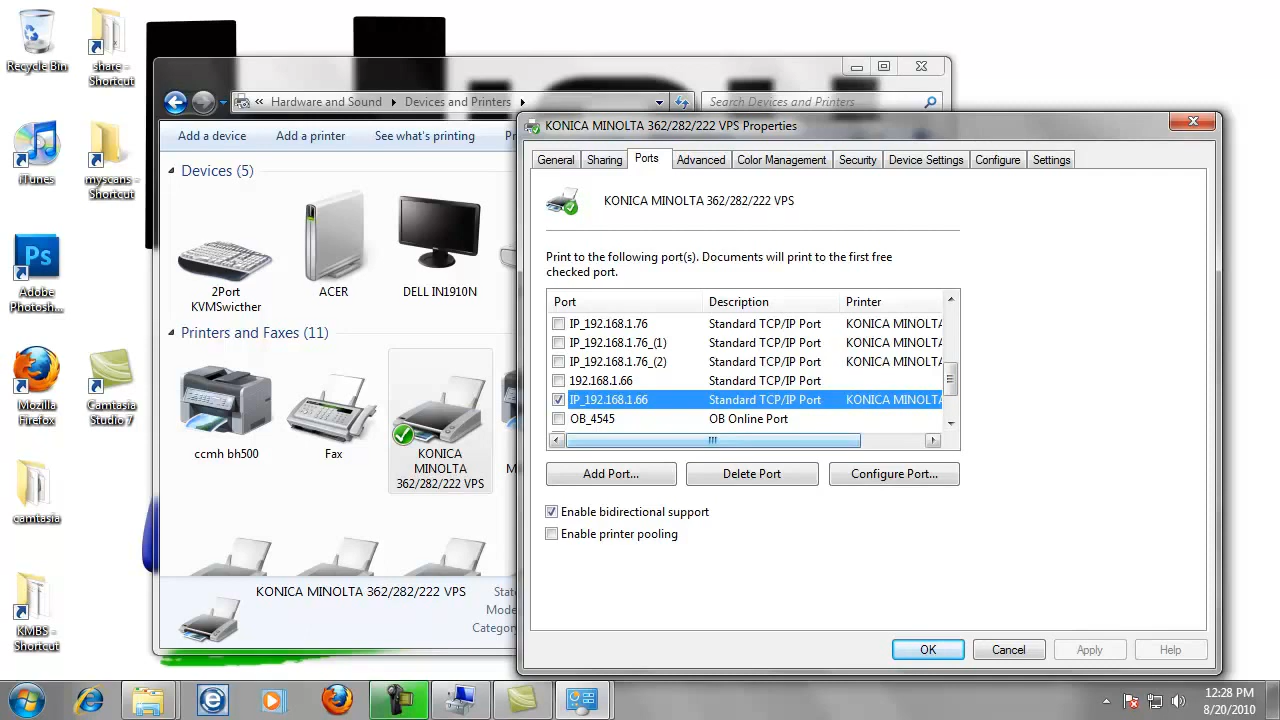 Recycle Bin
share -
Shortcut
iTunes
myscans -
Shortcut
Ps
Adobe
Photosh...
Mozilla
Firefox
Camtasia
Studio 7
camtasia
KMBS -
Shortcut
« Hardware and Sound Devices and Printers
Search Devices and Printers
Add a device Add a printer See what's printing
Devices (5)
2Port
KVMSwicther
ACER
DELL IN1910N
Printers and Faxes (11)
ccmh bh500
Fax
KONICA
MINOLTA
362/282/222 VPS
KONICA MINOLTA 362/282/222 VPS
KONICA MINOLTA 362/282/222 VPS Properties
General Sharing Ports Advanced Color Management Security Device Settings Configure Settings
KONICA MINOLTA 362/282/222 VPS
Print to the following port(s). Documents will print to the first free
checked port.
Port Description Printer
IP_192.168.1.76 Standard TCP/IP Port KONICA MINOLTA
IP_192.168.1.76_(1) Standard TCP/IP Port KONICA MINOLTA
IP_192.168.1.76_(2) Standard TCP/IP Port KONICA MINOLTA
192.168.1.66 Standard TCP/IP Port
IP_192.168.1.66 Standard TCP/IP Port KONICA MINOLTA
OB_4545 OB Online Port
Add Port... Delete Port Configure Port...
Enable bidirectional support
Enable printer pooling
OK Cancel Apply Help
12:28 PM
8/20/2010